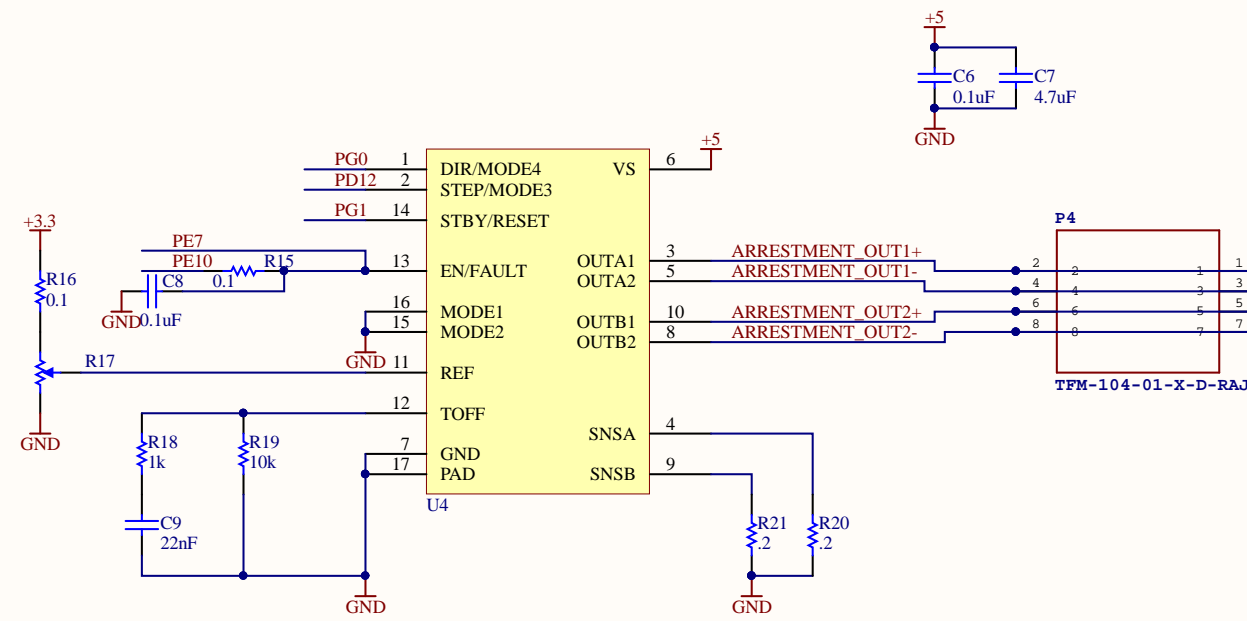 +5
C6
0.1uF
C7
4.7uF
GND
+5
PG0 1 DIR/MODE4
VS 6
PD12 2 STEP/MODE3
PG1 14 STBY/RESET
+3.3
P4
PE7
PE10
R15
0.1
13 EN/FAULT
OUTA1 3 ARRESTMENT_OUT1+
OUTA2 5 ARRESTMENT_OUT1-
2 2 1 1
4 4 3 3
R16
0.1
C8
0.1uF
GND
16 MODE1
15 MODE2
GND
OUTB1 10 ARRESTMENT_OUT2+
OUTB2 8 ARRESTMENT_OUT2-
6 6 5 5
8 8 7 7
R17
11 REF
TFM-104-01-X-D-RAJ
12 TOFF
GND
SNSA 4
R18
1k
R19
10k
7 GND
17 PAD
SNSB 9
U4
C9
22nF
R21
.2
R20
.2
GND
GND